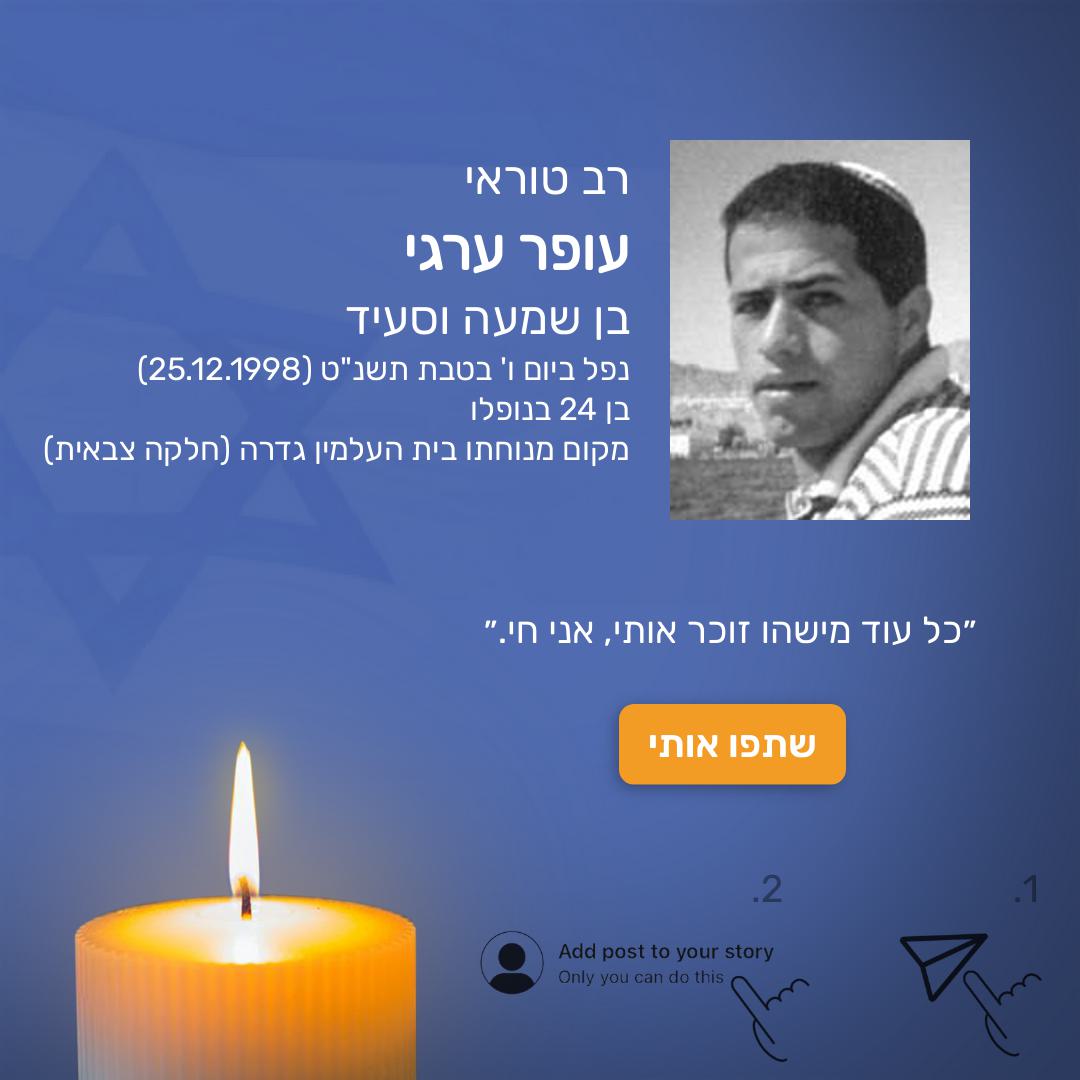 רב טוראי
עופר ערגי
בן שמעה וסעיד
נפל ביום ו' בטבת תשנ"ט (25.12.1998)
בן 24 בנופלו
מקום מנוחתו בית העלמין גדרה (חלקה צבאית)
״כל עוד מישהו זוכר אותי, אני חי.״
שתפו אותי
1.
2.
Add post to your story
Only you can do this